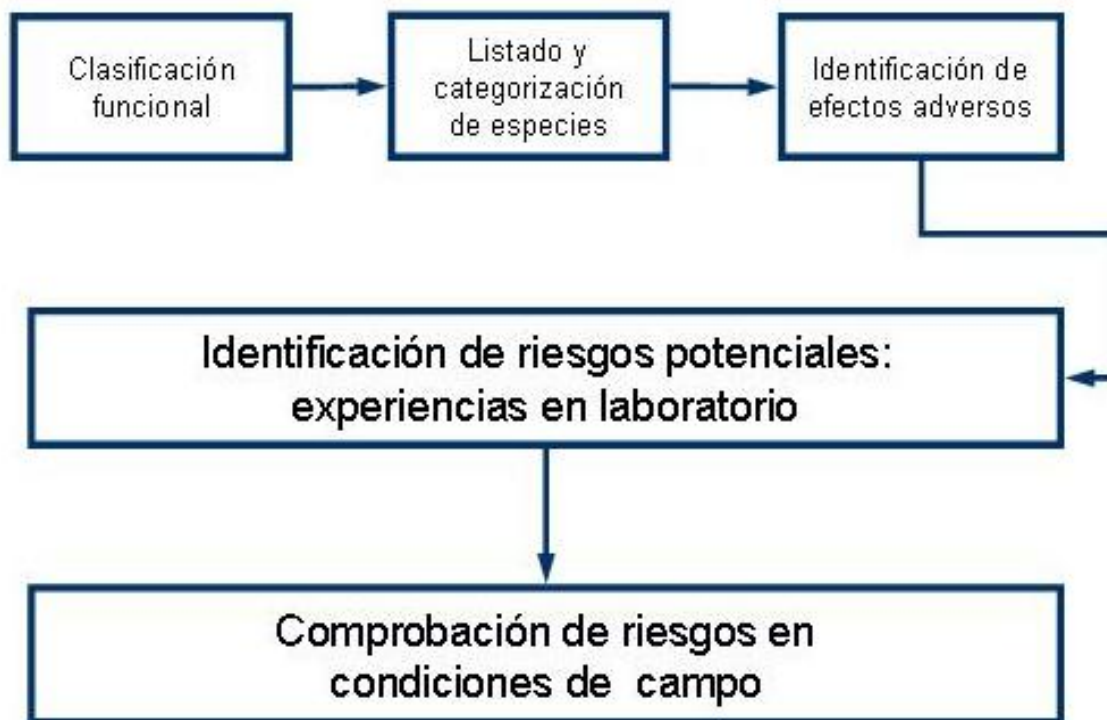 Clasificación
funcional
Listado y
categorización
de especies
Identificación de
efectos adversos
Identificación de riesgos potenciales:
experiencias en laboratorio
Comprobación de riesgos en
condiciones de campo